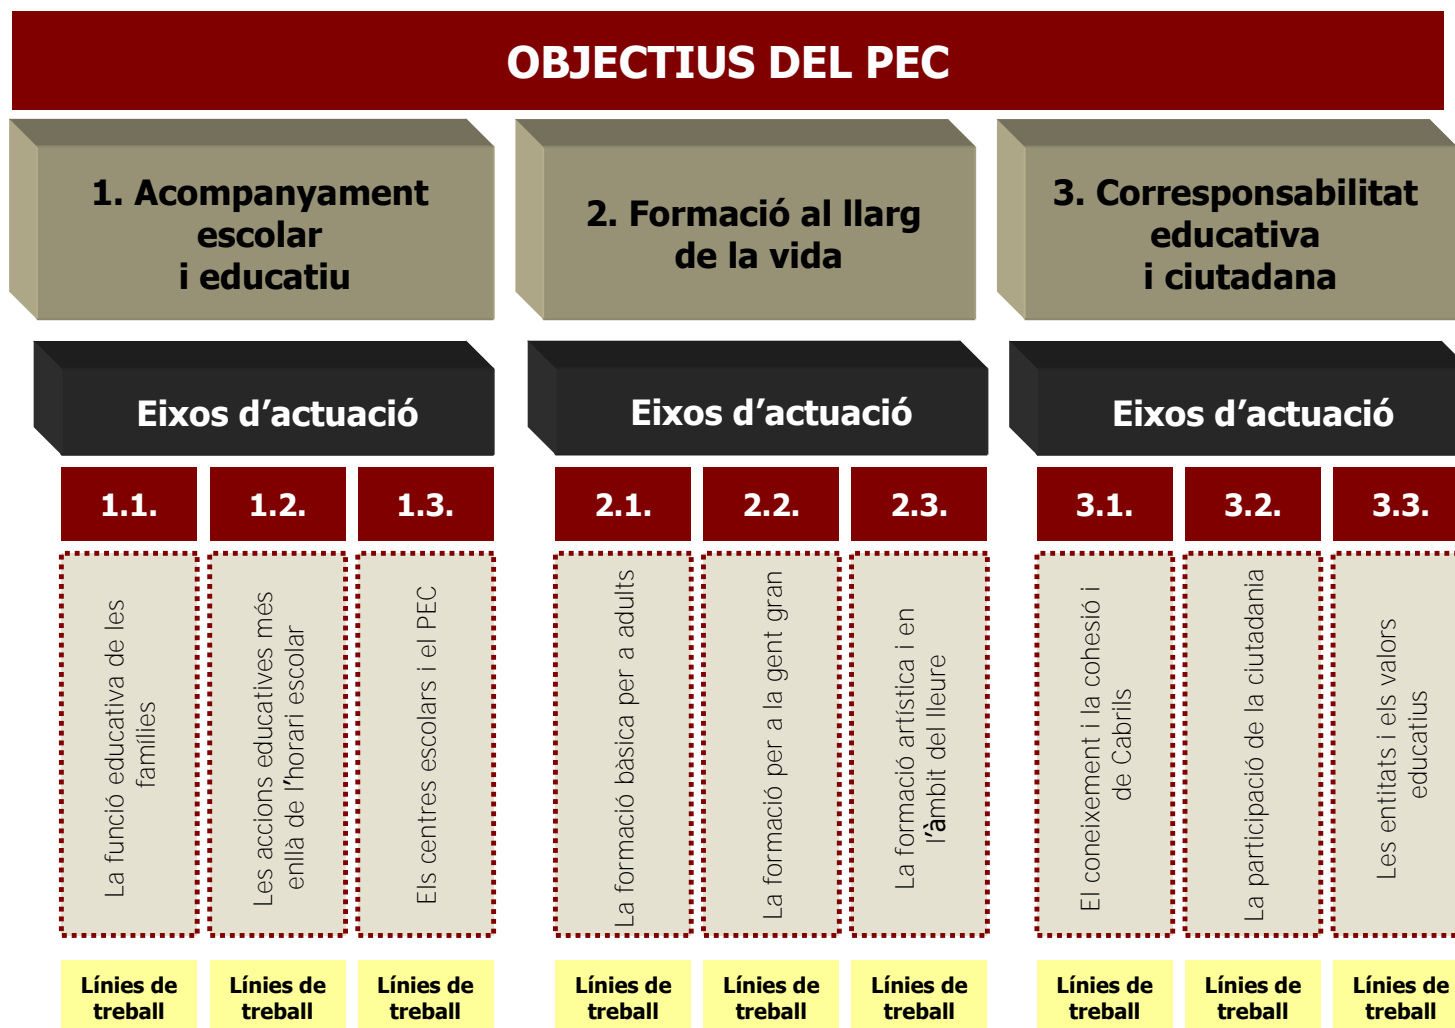 OBJECTIUS DEL PEC
1. Acompanyament
escolar
i educatiu
2. Formació al llarg
de la vida
3. Corresponsabilitat
educativa
i ciutadana
Eixos d’actuació
Eixos d’actuació
Eixos d’actuació
1.1.
1.2.
1.3.
2.1.
2.2.
2.3.
3.1.
3.2.
3.3.
La funció educativa de les
famílies
Les accions educatives més
enllà de l’horari escolar
Els centres escolars i el PEC
La formació bàsica per a adults
La formació per a la gent gran
La formació artística i en
l’àmbit del lleure
El coneixement i la cohesió i
de Cabrils
La participació de la ciutadania
Les entitats i els valors
educatius
Línies de
treball
Línies de
treball
Línies de
treball
Línies de
treball
Línies de
treball
Línies de
treball
Línies de
treball
Línies de
treball
Línies de
treball